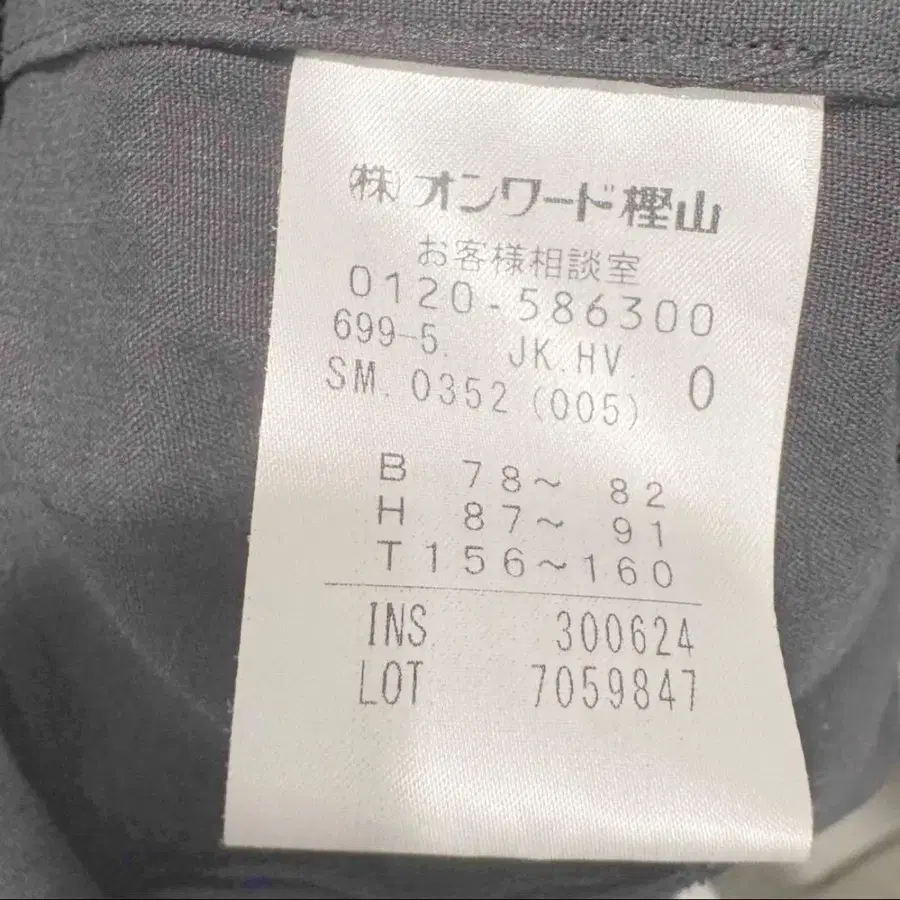 ㈱オンワード樫山
お客様相談室
0120-586300
699-5. JK.HV. 0
SM. 0352 (005)
B 78~ 82
H 87~ 91
T 156~160
INS 300624
LOT 7059847